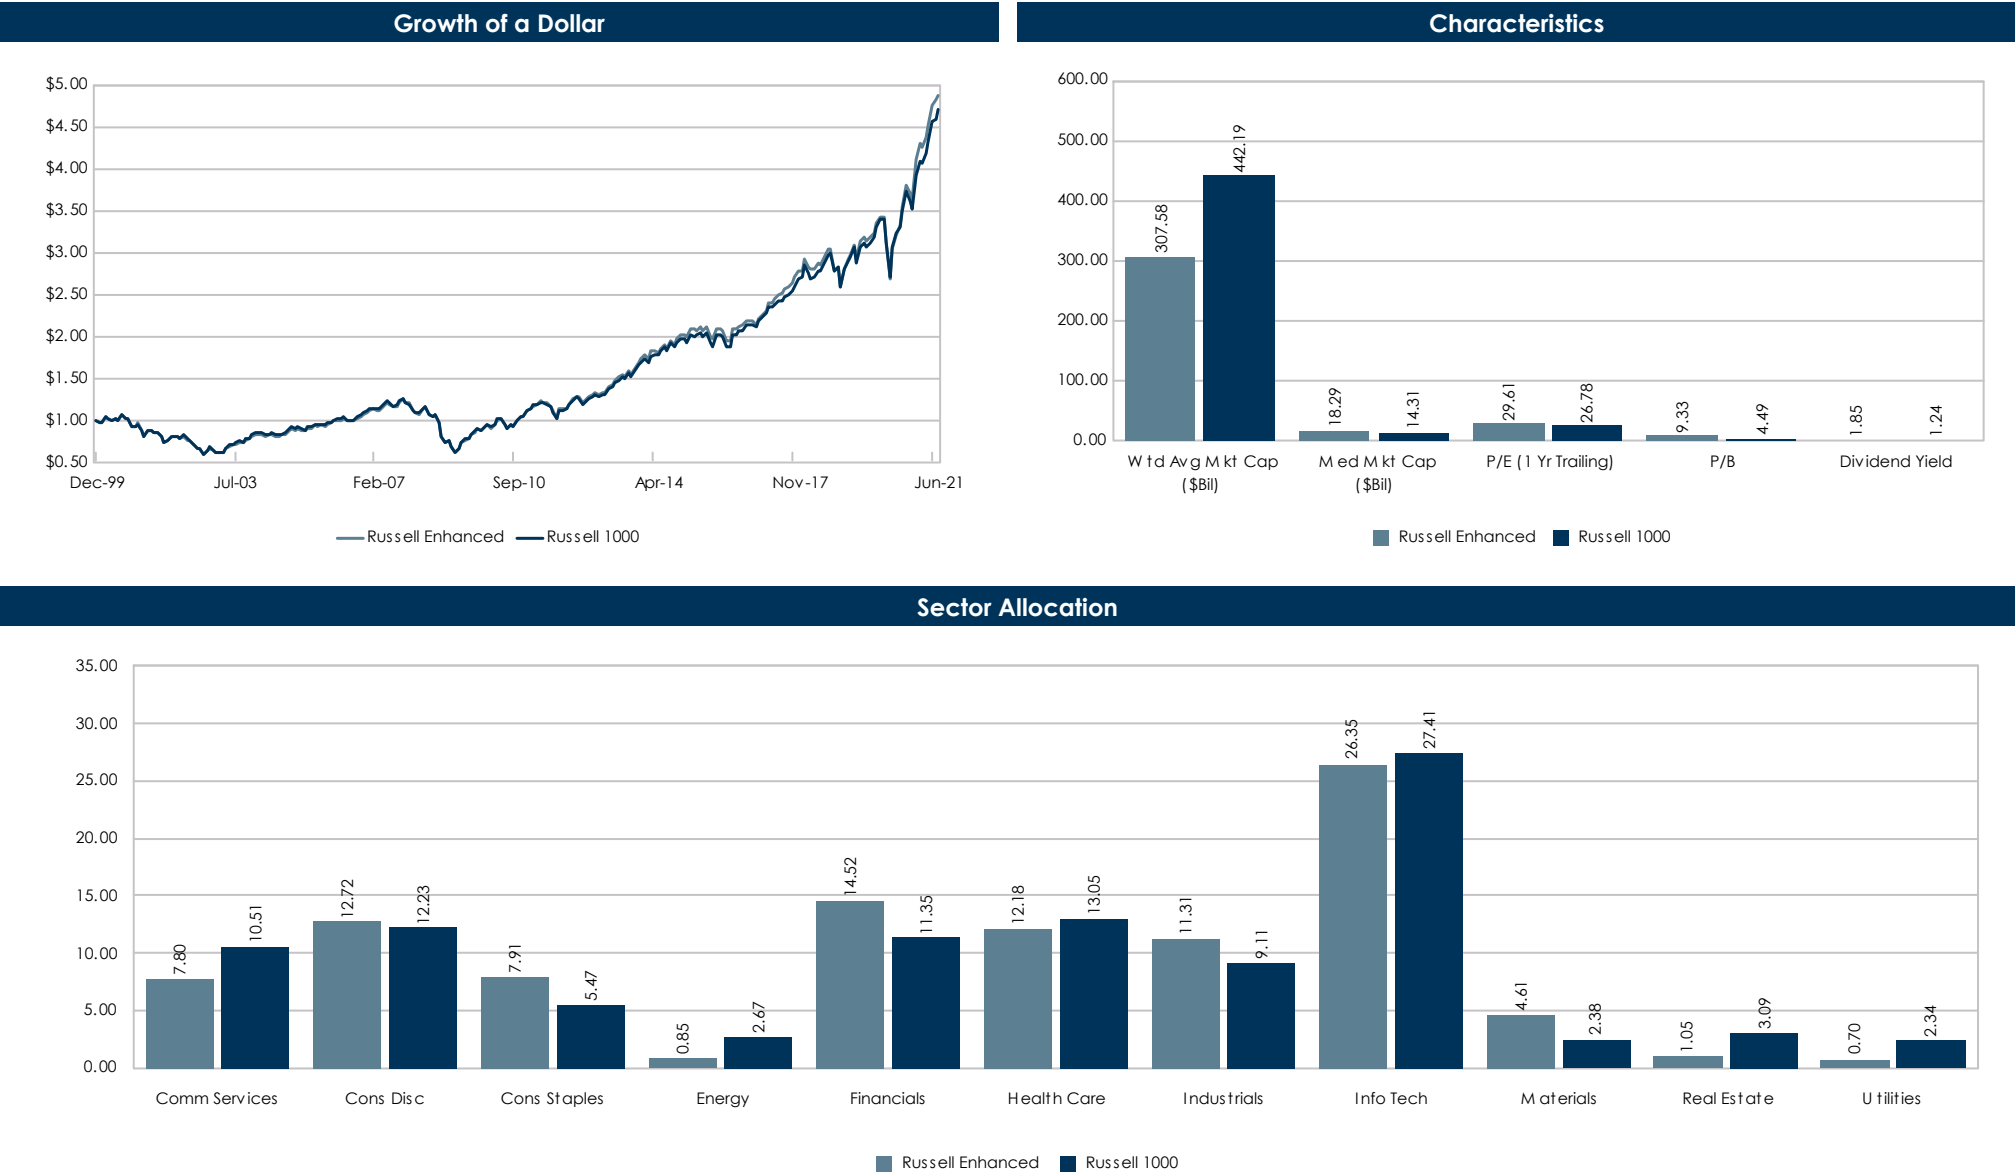 Growth of a Dollar
$5.00
$4.50
$4.00
$3.50
$3.00
$2.50
$2.00
$1.50
$1.00
$0.50
Dec-99 Jul-03 Feb-07 Sep-10 Apr-14 Nov-17 Jun-21
Russell Enhanced Russell 1000
Characteristics
600.00
500.00
400.00
300.00
200.00
100.00
0.00
307.58 442.19 18.29 14.31 29.61 26.78 9.33 4.49 1.85 1.24
Wtd Avg Mkt Cap Med Mkt Cap P/E (1 Yr Trailing) P/B Dividend Yield
($Bil) ($Bil)
Russell Enhanced Russell 1000
Sector Allocation
35.00
30.00
25.00
20.00
15.00
10.00
5.00
0.00
7.80 10.51 12.72 12.23 7.91 5.47 0.85 2.67 14.52 11.35 12.18 13.05 11.31 9.11 26.35 27.41 4.61 2.38 1.05 3.09 0.70 2.34
Comm Services Cons Disc Cons Staples Energy Financials Health Care Industrials Info Tech Materials Real Estate Utilities
Russell Enhanced Russell 1000